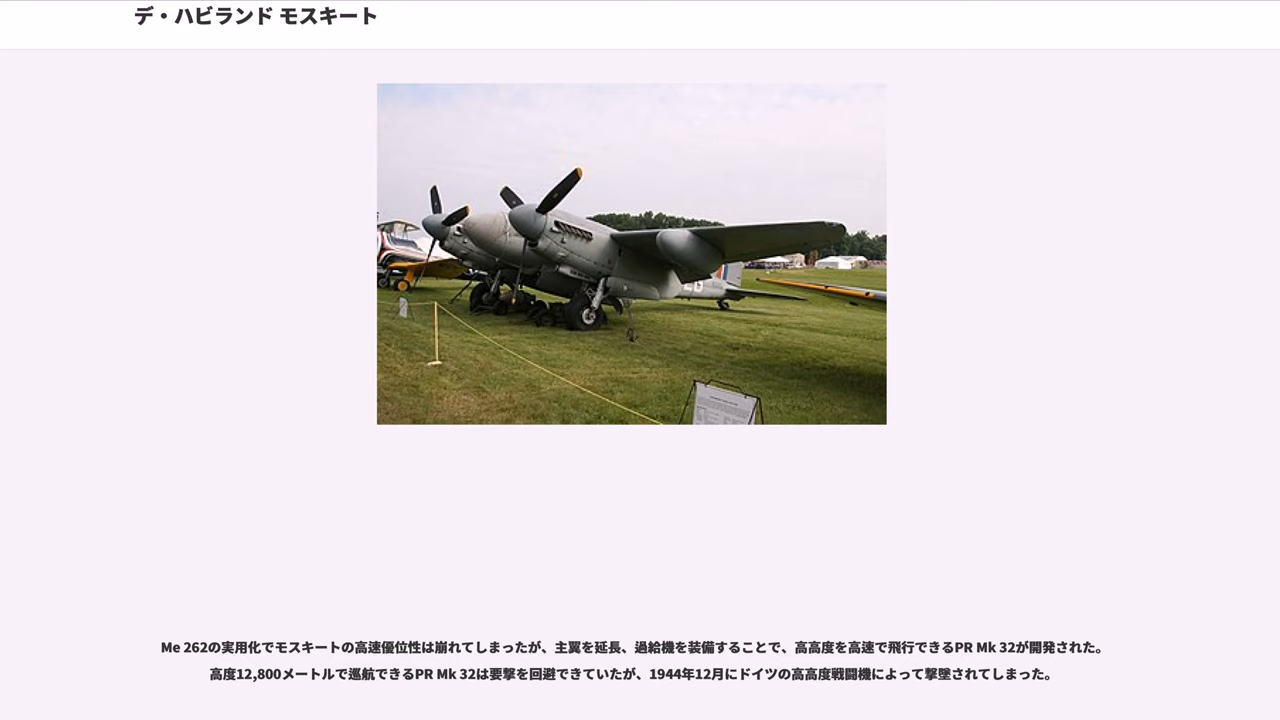 デ・ハビランド モスキート
Me 262の実用化でモスキートの高速優位性は崩れてしまったが、主翼を延長、過給機を装備することで、高高度を高速で飛行できるPR Mk 32が開発された。
高度12,800メートルで巡航できるPR Mk 32は要撃を回避できていたが、1944年12月にドイツの高高度戦闘機によって撃墜されてしまった。